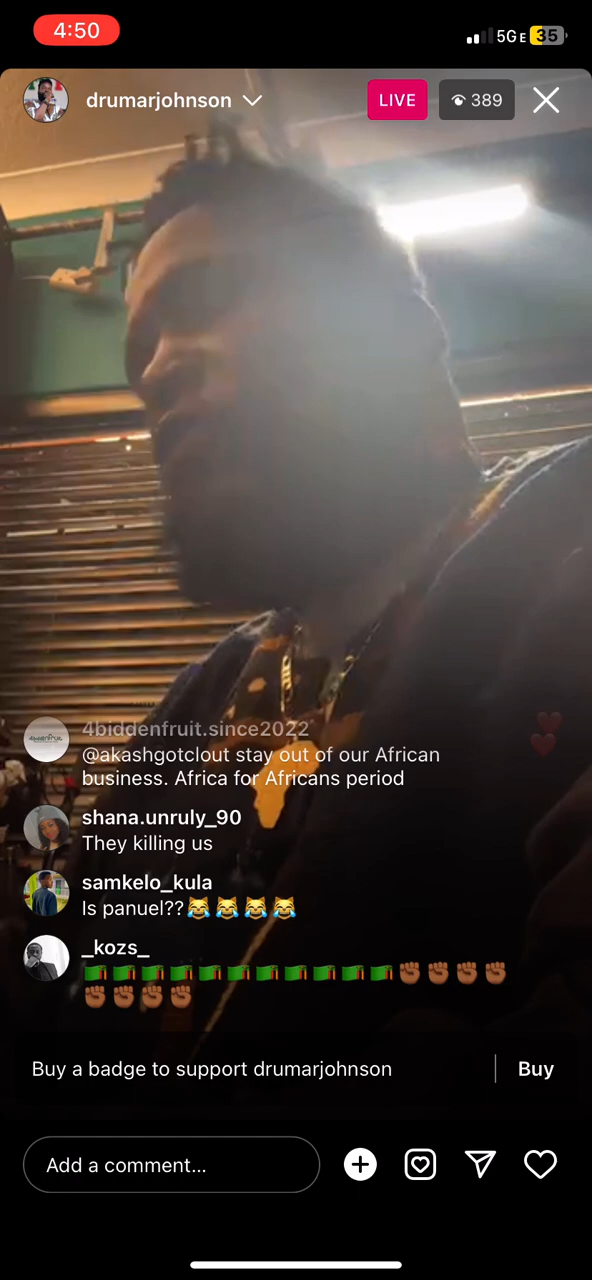 4:50
5GE 35
drumarjohnson
LIVE
389
4biddenfruit.since2022
@akashgotclout stay out of our African
business. Africa for Africans period
shana.unruly_90
They killing us
samkelo_kula
Is panuel??😹😹😹😹
_kozs_
🇿🇲🇿🇲🇿🇲🇿🇲🇿🇲🇿🇲🇿🇲🇿🇲🇿🇲🇿🇲🇿🇲✊🏾✊🏾✊🏾✊🏾
✊🏾✊🏾✊🏾✊🏾
Buy a badge to support drumarjohnson
Buy
Add a comment...